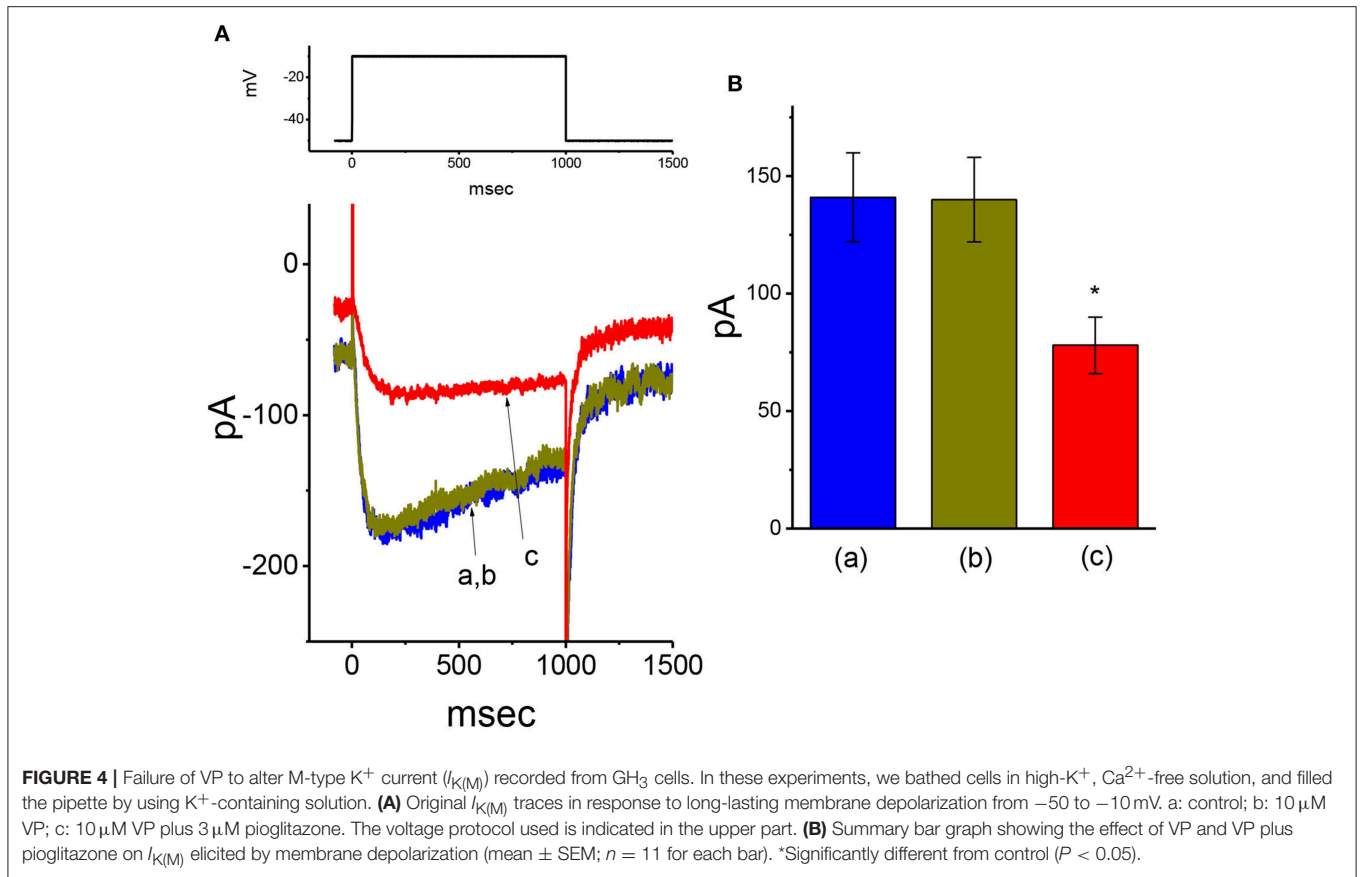 A
mV
-20
-40
0
500
1000
1500
msec
0
-100
-200
pA
a,b
c
0
500
1000
1500
msec
B
150
100
50
0
pA
*
(a)
(b)
(c)
FIGURE 4 | Failure of VP to alter M-type K⁺ current (I_K(M)) recorded from GH₃ cells. In these experiments, we bathed cells in high-K⁺, Ca²⁺-free solution, and filled
the pipette by using K⁺-containing solution. (A) Original I_K(M) traces in response to long-lasting membrane depolarization from −50 to −10 mV. a: control; b: 10 μM
VP; c: 10 μM VP plus 3 μM pioglitazone. The voltage protocol used is indicated in the upper part. (B) Summary bar graph showing the effect of VP and VP plus
pioglitazone on I_K(M) elicited by membrane depolarization (mean ± SEM; n = 11 for each bar). *Significantly different from control (P < 0.05).